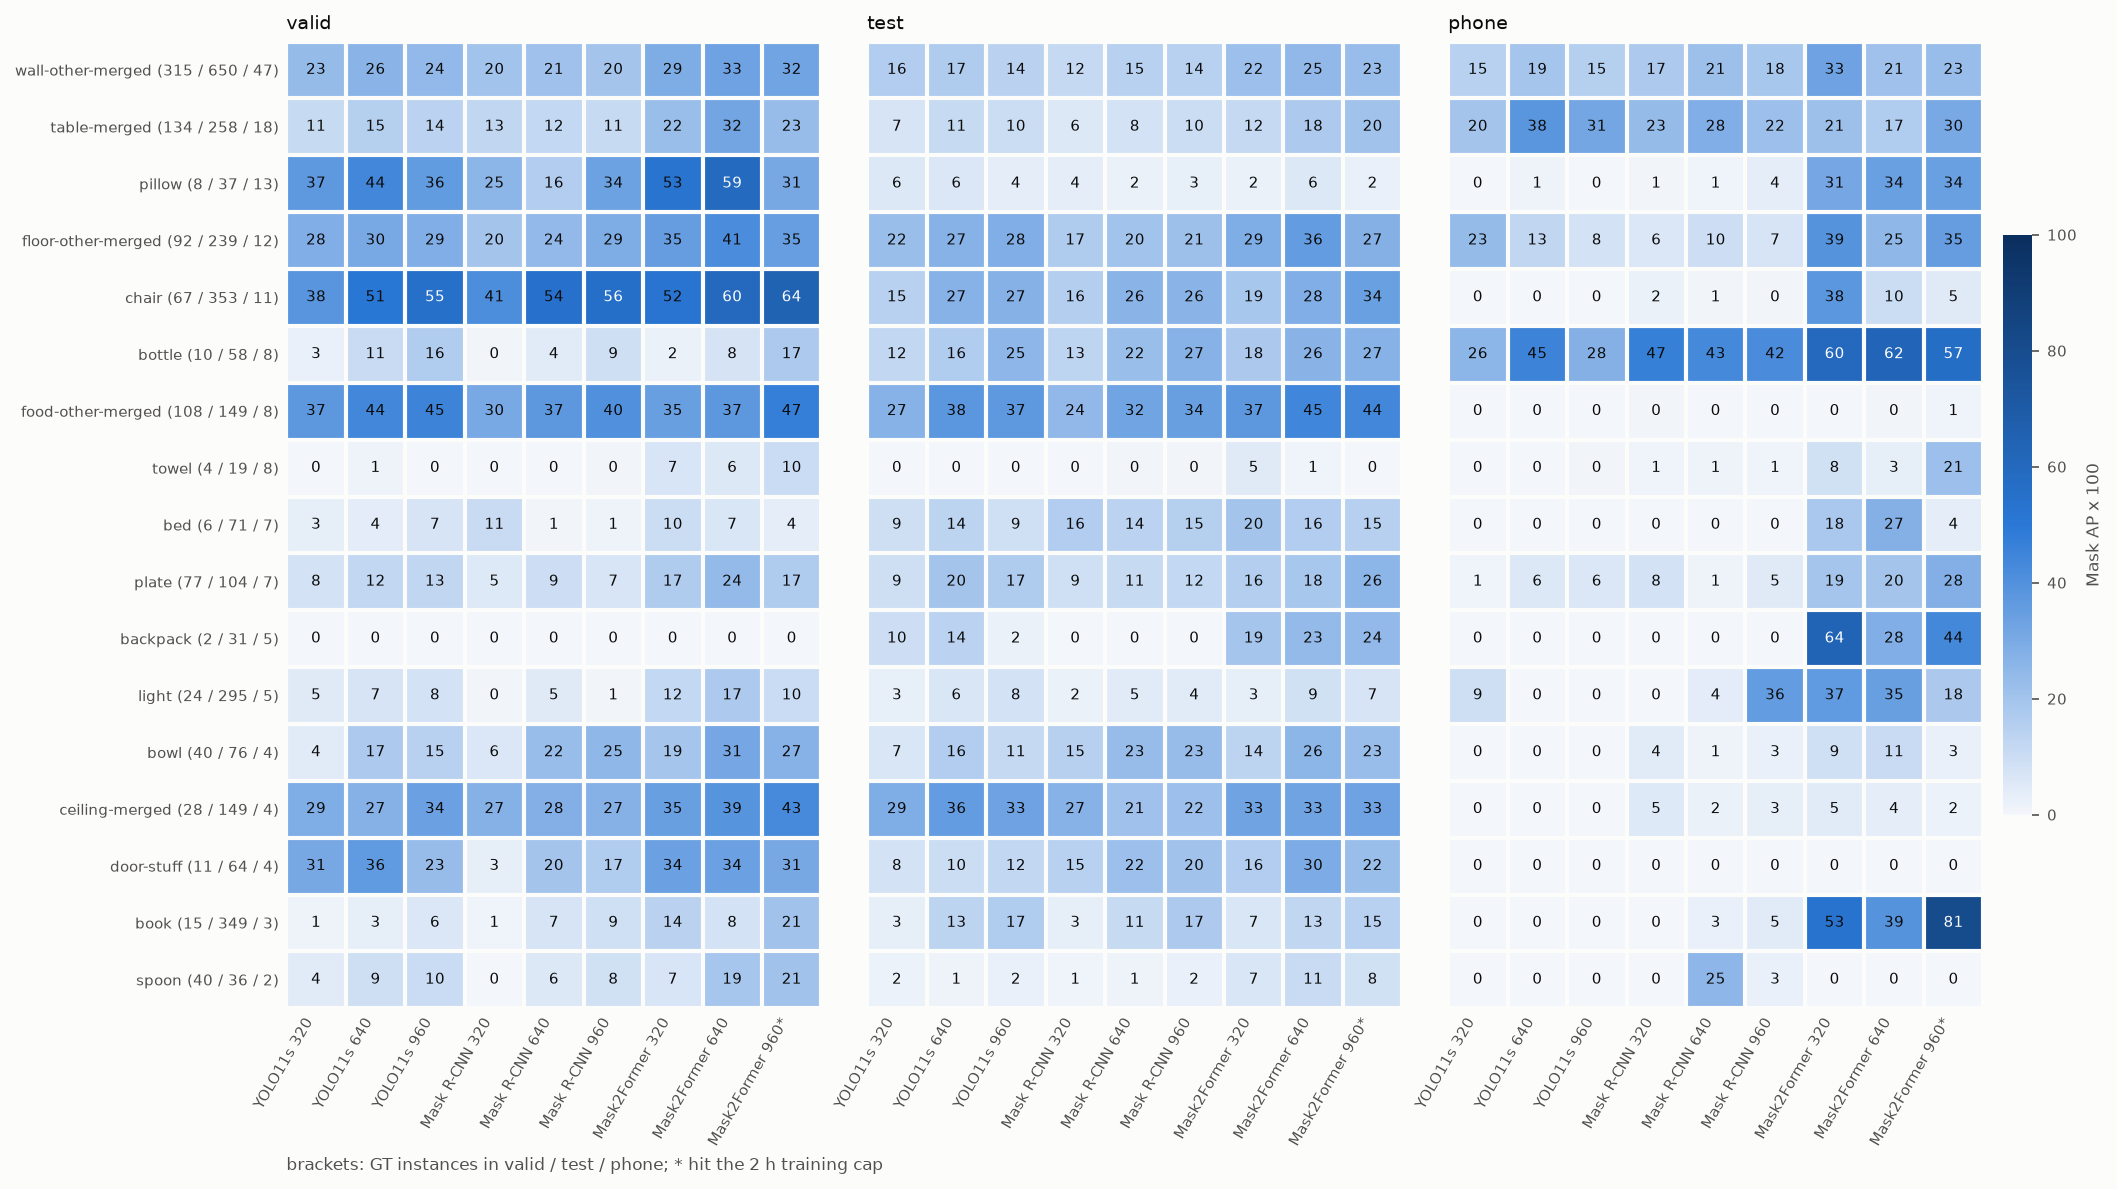 valid test phone
wall-other-merged (315 / 650 / 47) 23 26 24 20 21 20 29 33 32 16 17 14 12 15 14 22 25 23 15 19 15 17 21 18 33 21 23
table-merged (134 / 258 / 18) 11 15 14 13 12 11 22 32 23 7 11 10 6 8 10 12 18 20 20 38 31 23 28 22 21 17 30
pillow (8 / 37 / 13) 37 44 36 25 16 34 53 59 31 6 6 4 4 2 3 2 6 2 0 1 0 1 1 4 31 34 34
floor-other-merged (92 / 239 / 12) 28 30 29 20 24 29 35 41 35 22 27 28 17 20 21 29 36 27 23 13 8 6 10 7 39 25 35
chair (67 / 353 / 11) 38 51 55 41 54 56 52 60 64 15 27 27 16 26 26 19 28 34 0 0 0 2 1 0 38 10 5
bottle (10 / 58 / 8) 3 11 16 0 4 9 2 8 17 12 16 25 13 22 27 18 26 27 26 45 28 47 43 42 60 62 57
food-other-merged (108 / 149 / 8) 37 44 45 30 37 40 35 37 47 27 38 37 24 32 34 37 45 44 0 0 0 0 0 0 0 0 1
towel (4 / 19 / 8) 0 1 0 0 0 0 7 6 10 0 0 0 0 0 0 5 1 0 0 0 0 1 1 1 8 3 21
bed (6 / 71 / 7) 3 4 7 11 1 1 10 7 4 9 14 9 16 14 15 20 16 15 0 0 0 0 0 0 18 27 4
plate (77 / 104 / 7) 8 12 13 5 9 7 17 24 17 9 20 17 9 11 12 16 18 26 1 6 6 8 1 5 19 20 28
backpack (2 / 31 / 5) 0 0 0 0 0 0 0 0 0 10 14 2 0 0 0 19 23 24 0 0 0 0 0 0 64 28 44
light (24 / 295 / 5) 5 7 8 0 5 1 12 17 10 3 6 8 2 5 4 3 9 7 9 0 0 0 4 36 37 35 18
bowl (40 / 76 / 4) 4 17 15 6 22 25 19 31 27 7 16 11 15 23 23 14 26 23 0 0 0 4 1 3 9 11 3
ceiling-merged (28 / 149 / 4) 29 27 34 27 28 27 35 39 43 29 36 33 27 21 22 33 33 33 0 0 0 5 2 3 5 4 2
door-stuff (11 / 64 / 4) 31 36 23 3 20 17 34 34 31 8 10 12 15 22 20 16 30 22 0 0 0 0 0 0 0 0 0
book (15 / 349 / 3) 1 3 6 1 7 9 14 8 21 3 13 17 3 11 17 7 13 15 0 0 0 0 3 5 53 39 81
spoon (40 / 36 / 2) 4 9 10 0 6 8 7 19 21 2 1 2 1 1 2 7 11 8 0 0 0 0 25 3 0 0 0
YOLO11s 320 YOLO11s 640 YOLO11s 960 Mask R-CNN 320 Mask R-CNN 640 Mask R-CNN 960 Mask2Former 320 Mask2Former 640 Mask2Former 960*
YOLO11s 320 YOLO11s 640 YOLO11s 960 Mask R-CNN 320 Mask R-CNN 640 Mask R-CNN 960 Mask2Former 320 Mask2Former 640 Mask2Former 960*
YOLO11s 320 YOLO11s 640 YOLO11s 960 Mask R-CNN 320 Mask R-CNN 640 Mask R-CNN 960 Mask2Former 320 Mask2Former 640 Mask2Former 960*
100
80
60
40
20
0
Mask AP x 100
brackets: GT instances in valid / test / phone; * hit the 2 h training cap